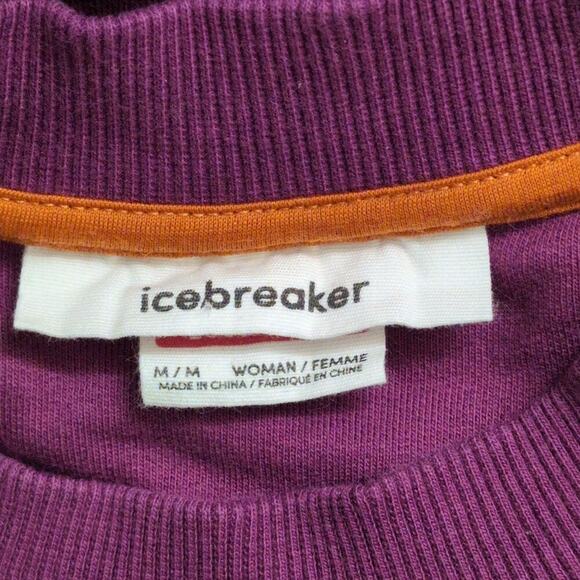 icebreaker
M / M WOMAN / FEMME
MADE IN CHINA / FABRIQUÉ EN CHINE